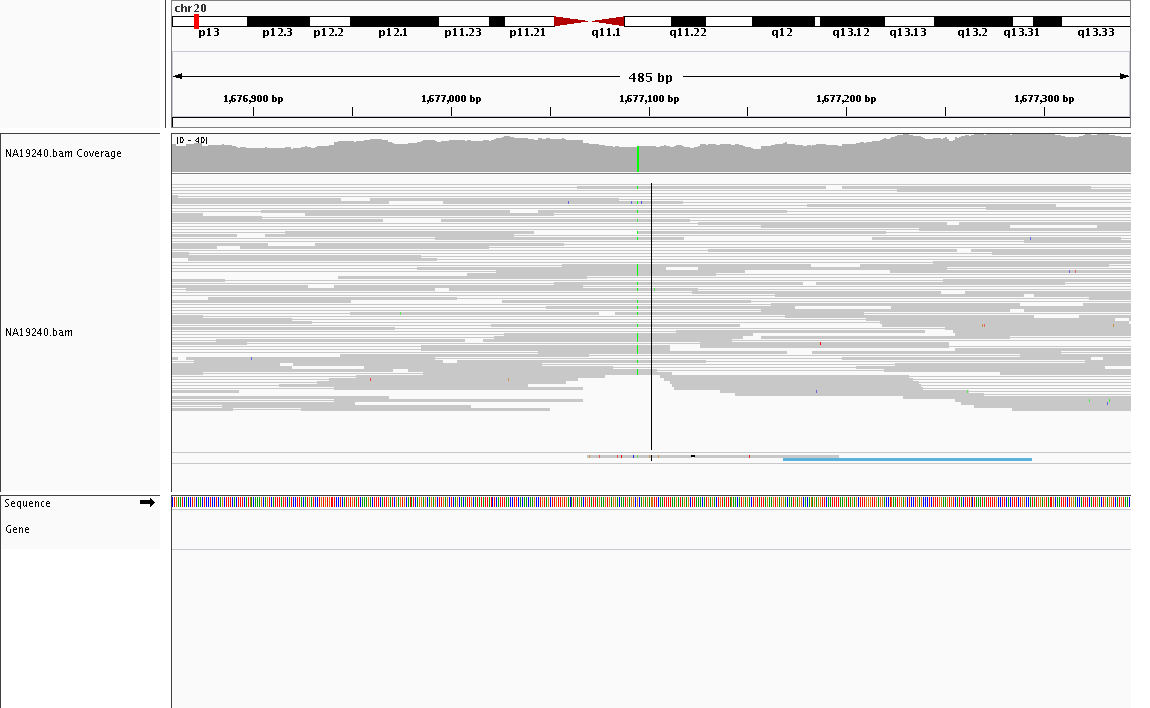 chr20
p13 p12.3 p12.2 p12.1 p11.23 p11.21 q11.1 q11.22 q12 q13.12 q13.13 q13.2 q13.31 q13.33
485 bp
1,676,900 bp 1,677,000 bp 1,677,100 bp 1,677,200 bp 1,677,300 bp
[0 - 40]
NA19240.bam Coverage
NA19240.bam
Sequence
Gene